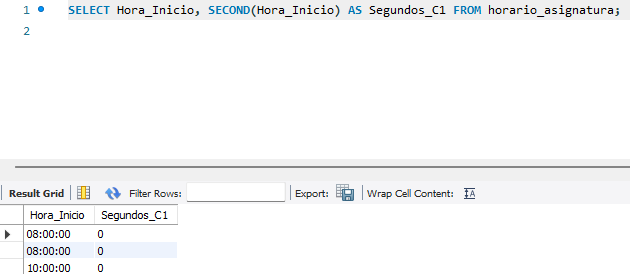 1 SELECT Hora_Inicio, SECOND(Hora_Inicio) AS Segundos_C1 FROM horario_asignatura;
2
Result Grid Filter Rows: Export: Wrap Cell Content: IA
Hora_Inicio Segundos_C1
08:00:00 0
08:00:00 0
10:00:00 0